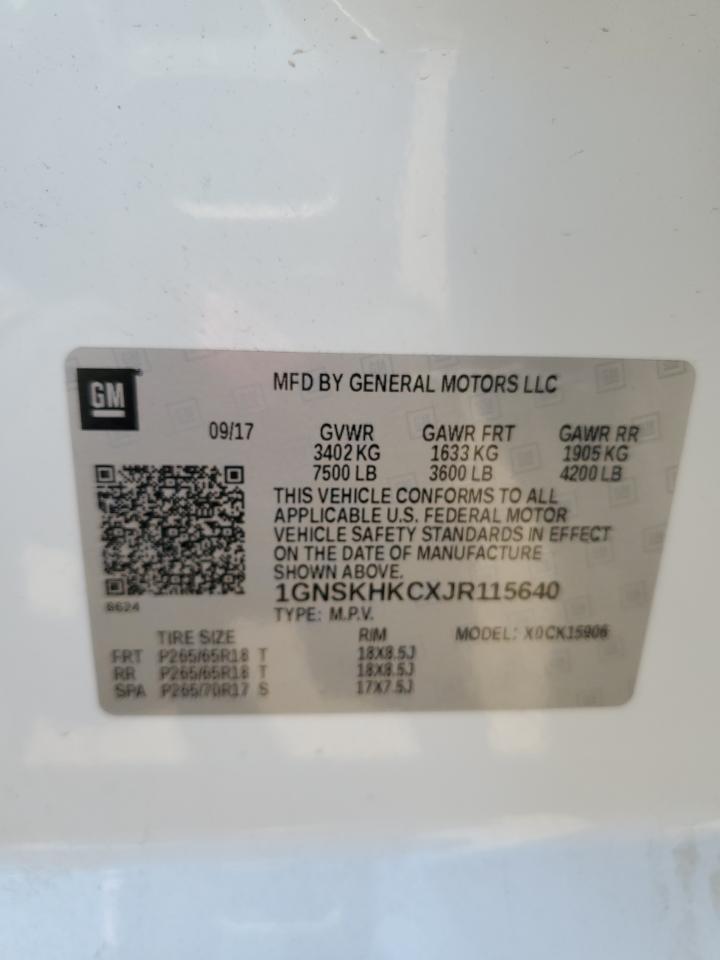 GM
MFD BY GENERAL MOTORS LLC
09/17 GVWR GAWR FRT GAWR RR
3402 KG 1633 KG 1905 KG
7500 LB 3600 LB 4200 LB
THIS VEHICLE CONFORMS TO ALL
APPLICABLE U.S. FEDERAL MOTOR
VEHICLE SAFETY STANDARDS IN EFFECT
ON THE DATE OF MANUFACTURE
SHOWN ABOVE.
1GNSKHKCXJR115640
8624
TYPE: M.P.V.
TIRE SIZE RIM MODEL: X0CK15906
FRT P265/65R18 T 18X8.5J
RR P265/65R18 T 18X8.5J
SPA P265/70R17 S 17X7.5J